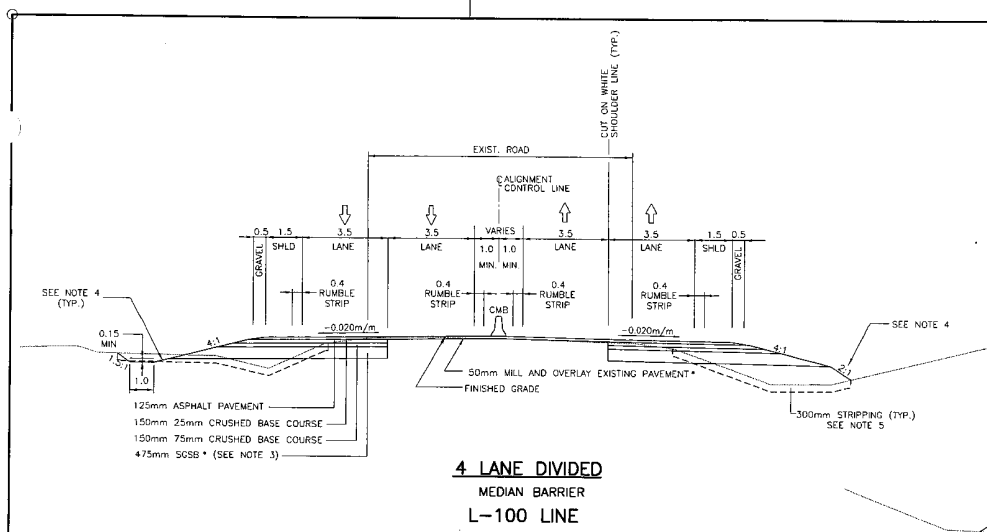 CUT ON WHITE
SHOULDER LINE (TYP.)
EXIST. ROAD
℄ALIGNMENT
CONTROL LINE
0.5 1.5 3.5 3.5 VARIES 3.5 3.5 1.5 0.5
GRAVEL SHLD LANE LANE 1.0 1.0 LANE LANE SHLD GRAVEL
MIN. MIN.
0.4 0.4 0.4 0.4
RUMBLE STRIP RUMBLE STRIP RUMBLE STRIP RUMBLE STRIP
SEE NOTE 4
(TYP.)
CMB
0.15
MIN
-0.020m/m
-0.020m/m
SEE NOTE 4
4:1
4:1
1.5:1
2:1
1.0
50mm MILL AND OVERLAY EXISTING PAVEMENT*
FINISHED GRADE
125mm ASPHALT PAVEMENT
150mm 25mm CRUSHED BASE COURSE
150mm 75mm CRUSHED BASE COURSE
475mm SGSB* (SEE NOTE 3)
300mm STRIPPING (TYP.)
SEE NOTE 5
4 LANE DIVIDED
MEDIAN BARRIER
L-100 LINE